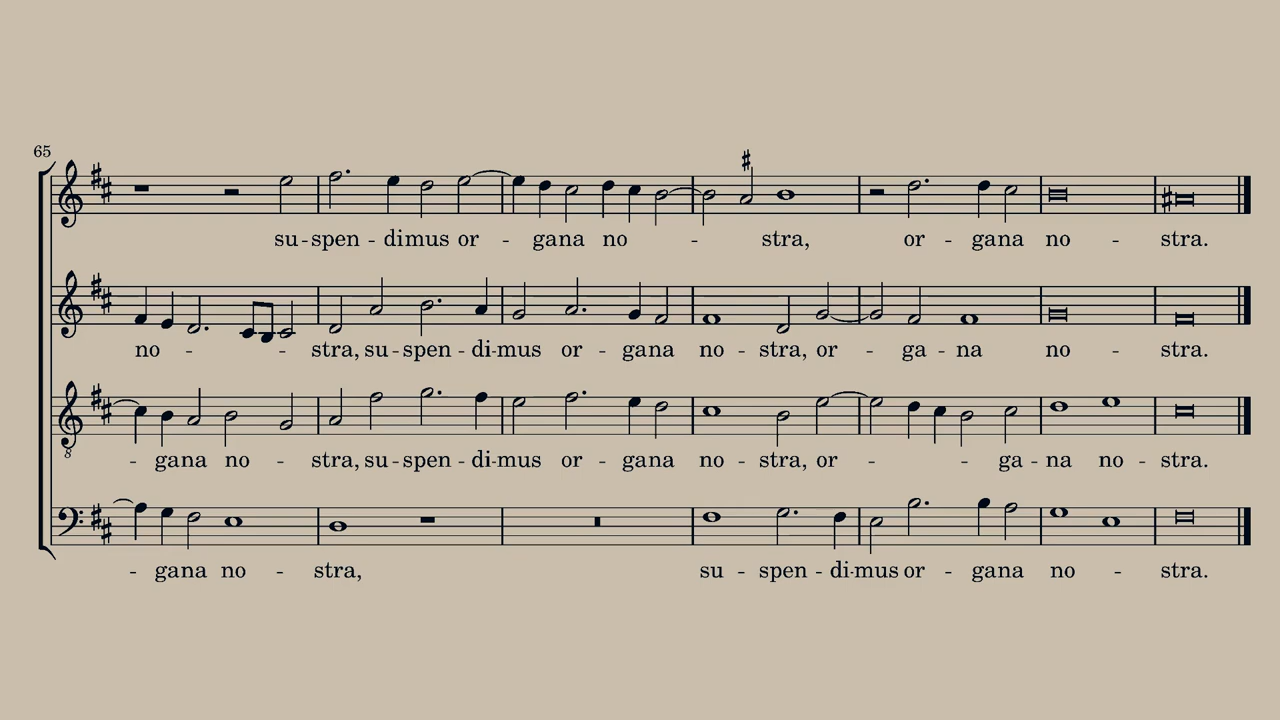 65
su - spen - dimus or - gana no - stra, or - gana no - stra.
no - - stra, su - spen - di - mus or - gana no - stra, or - ga - na no - stra.
- gana no - stra, su - spen - di - mus or - gana no - stra, or - - ga - na no - stra.
- gana no - stra, su - spen - di - mus or - gana no - stra.